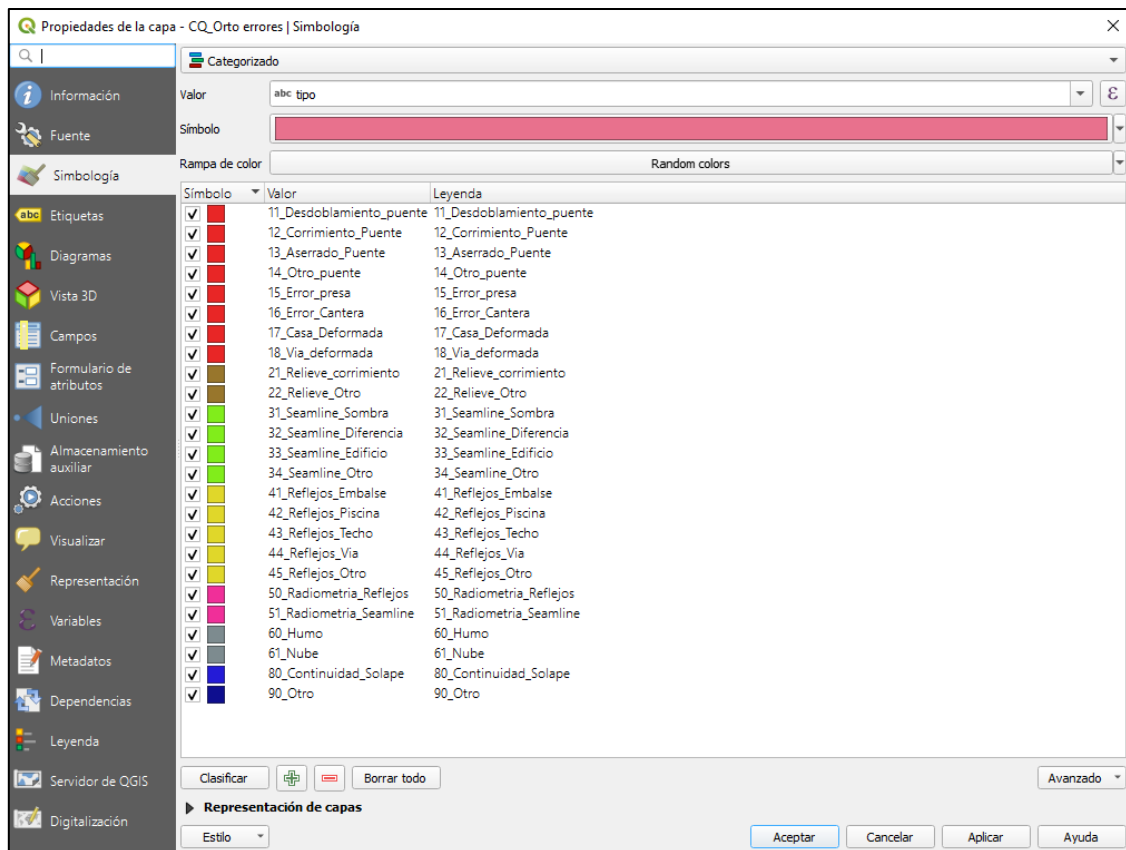 Propiedades de la capa - CQ_Orto errores | Simbología
Categorizado
Información
Valor
abc tipo
ε
Fuente
Símbolo
Simbología
Rampa de color
Random colors
Símbolo Valor Leyenda
abc Etiquetas
11_Desdoblamiento_puente 11_Desdoblamiento_puente
12_Corrimiento_Puente 12_Corrimiento_Puente
Diagramas
13_Aserrado_Puente 13_Aserrado_Puente
14_Otro_puente 14_Otro_puente
Vista 3D
15_Error_presa 15_Error_presa
16_Error_Cantera 16_Error_Cantera
Campos
17_Casa_Deformada 17_Casa_Deformada
18_Via_deformada 18_Via_deformada
Formulario de
atributos
21_Relieve_corrimiento 21_Relieve_corrimiento
22_Relieve_Otro 22_Relieve_Otro
Uniones
31_Seamline_Sombra 31_Seamline_Sombra
32_Seamline_Diferencia 32_Seamline_Diferencia
Almacenamiento
auxiliar
33_Seamline_Edificio 33_Seamline_Edificio
34_Seamline_Otro 34_Seamline_Otro
Acciones
41_Reflejos_Embalse 41_Reflejos_Embalse
42_Reflejos_Piscina 42_Reflejos_Piscina
Visualizar
43_Reflejos_Techo 43_Reflejos_Techo
44_Reflejos_Via 44_Reflejos_Via
Representación
45_Reflejos_Otro 45_Reflejos_Otro
50_Radiometria_Reflejos 50_Radiometria_Reflejos
Variables
51_Radiometria_Seamline 51_Radiometria_Seamline
60_Humo 60_Humo
Metadatos
61_Nube 61_Nube
80_Continuidad_Solape 80_Continuidad_Solape
Dependencias
90_Otro 90_Otro
Leyenda
Servidor de QGIS
Clasificar
Borrar todo
Avanzado
Representación de capas
Digitalización
Estilo
Aceptar
Cancelar
Aplicar
Ayuda